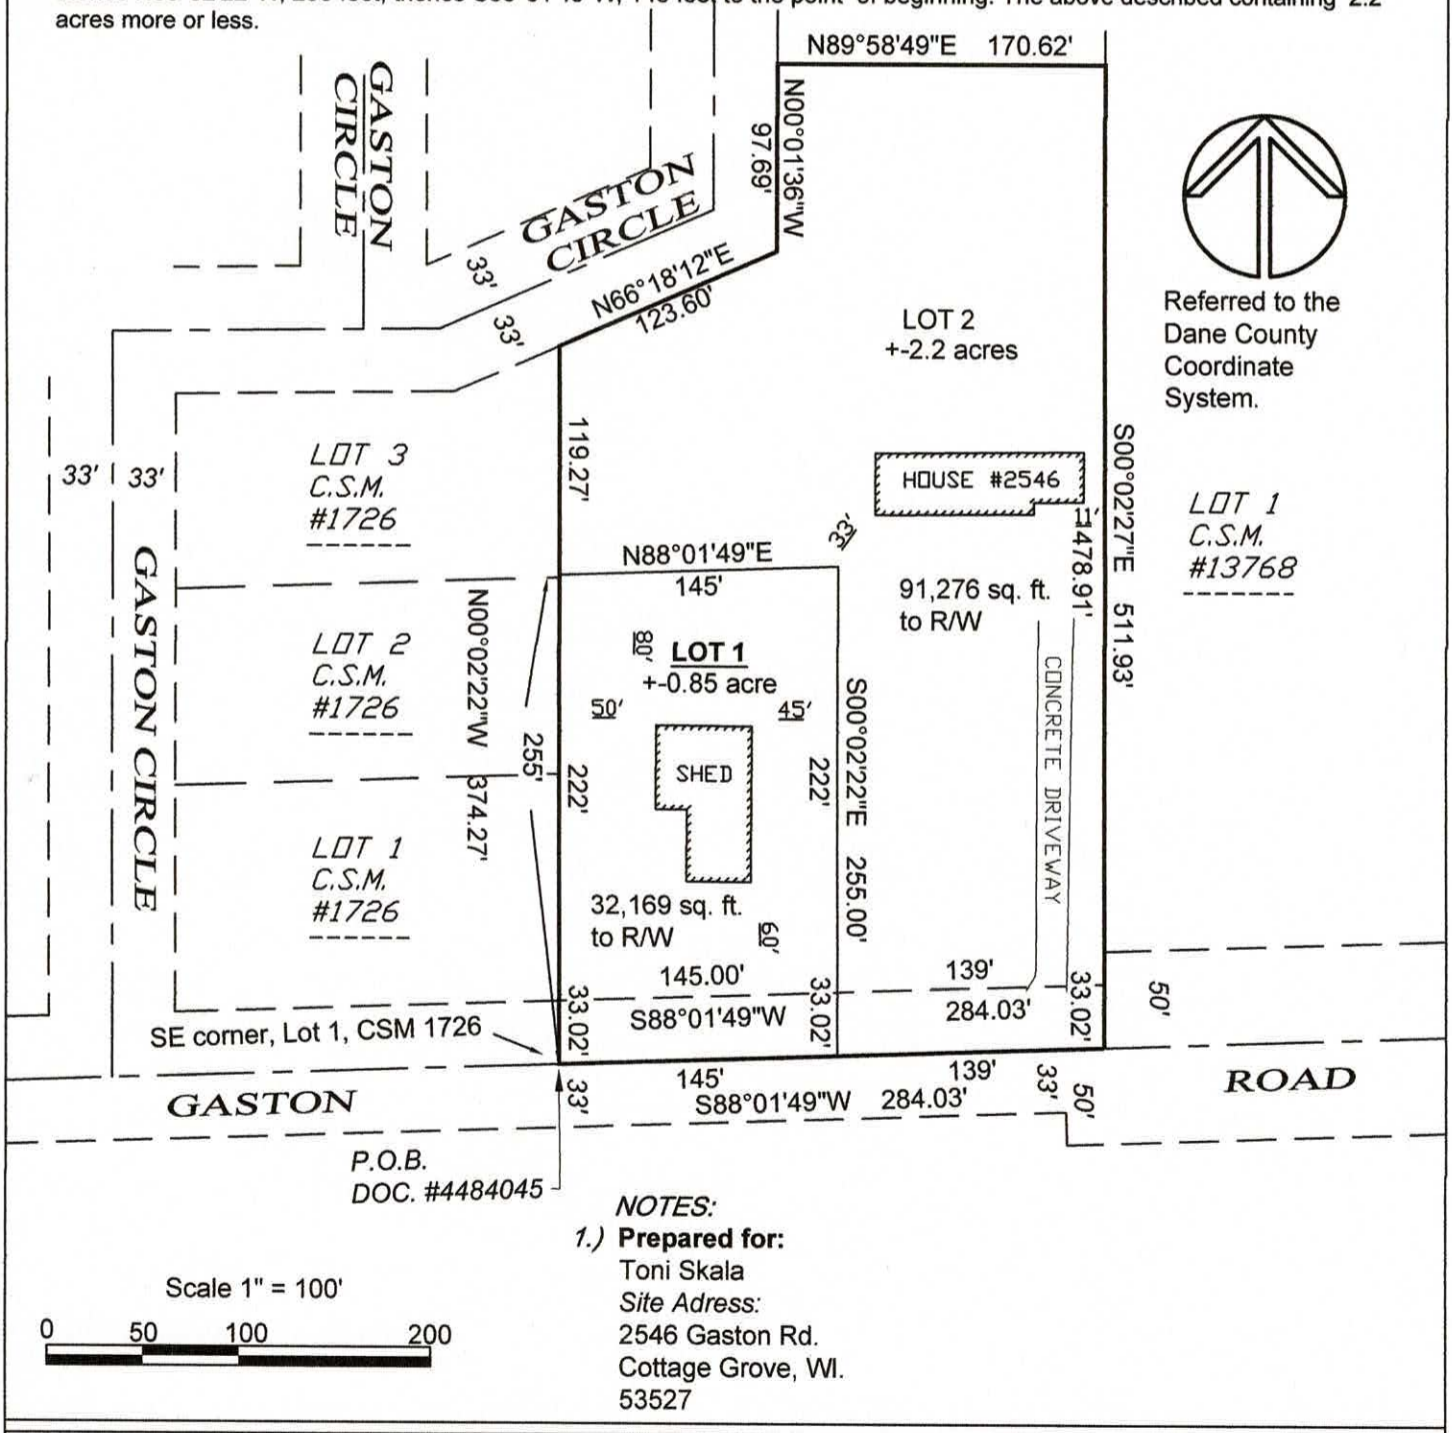 acres more or less.
N89°58'49"E 170.62'
GASTON
CIRCLE
N00°01'36"W
97.69'
GASTON
CIRCLE
33'
33'
N66°18'12"E
123.60'
Referred to the
Dane County
Coordinate
System.
LOT 2
+-2.2 acres
119.27'
33'
33'
LOT 3
C.S.M.
#1726
HOUSE #2546
11'
478.91'
S00°02'27"E 511.93'
LOT 1
C.S.M.
#13768
33'
N88°01'49"E
145'
91,276 sq. ft.
to R/W
GASTON CIRCLE
LOT 2
C.S.M.
#1726
N00°02'22"W 374.27'
255'
222'
80'
LOT 1
+-0.85 acre
50'
45'
SHED
222'
S00°02'22"E 255.00'
CONCRETE DRIVEWAY
LOT 1
C.S.M.
#1726
32,169 sq. ft.
to R/W
60'
145.00'
139'
33.02'
S88°01'49"W
33.02'
284.03'
33.02'
50'
SE corner, Lot 1, CSM 1726
GASTON
ROAD
33'
145'
139'
S88°01'49"W 284.03'
33'
50'
P.O.B.
DOC. #4484045
NOTES:
1.) Prepared for:
Toni Skala
Site Adress:
2546 Gaston Rd.
Cottage Grove, WI.
53527
Scale 1" = 100'
0 50 100 200